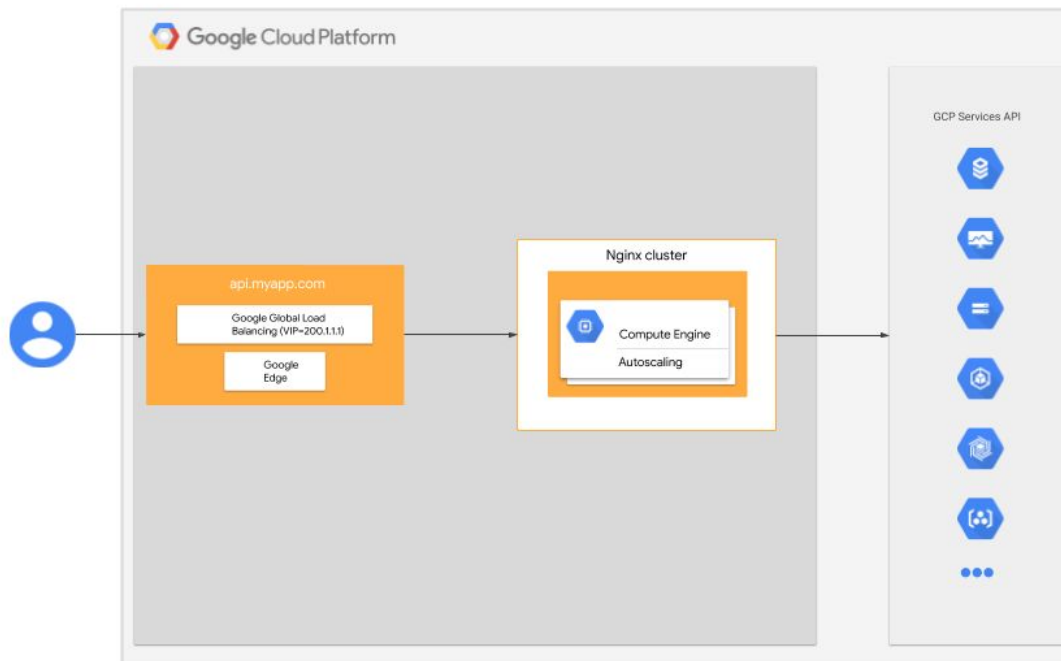 Google Cloud Platform
GCP Services API
Nginx cluster
api.myapp.com
Google Global Load
Balancing (VIP=200.1.1.1)
Google
Edge
Compute Engine
Autoscaling